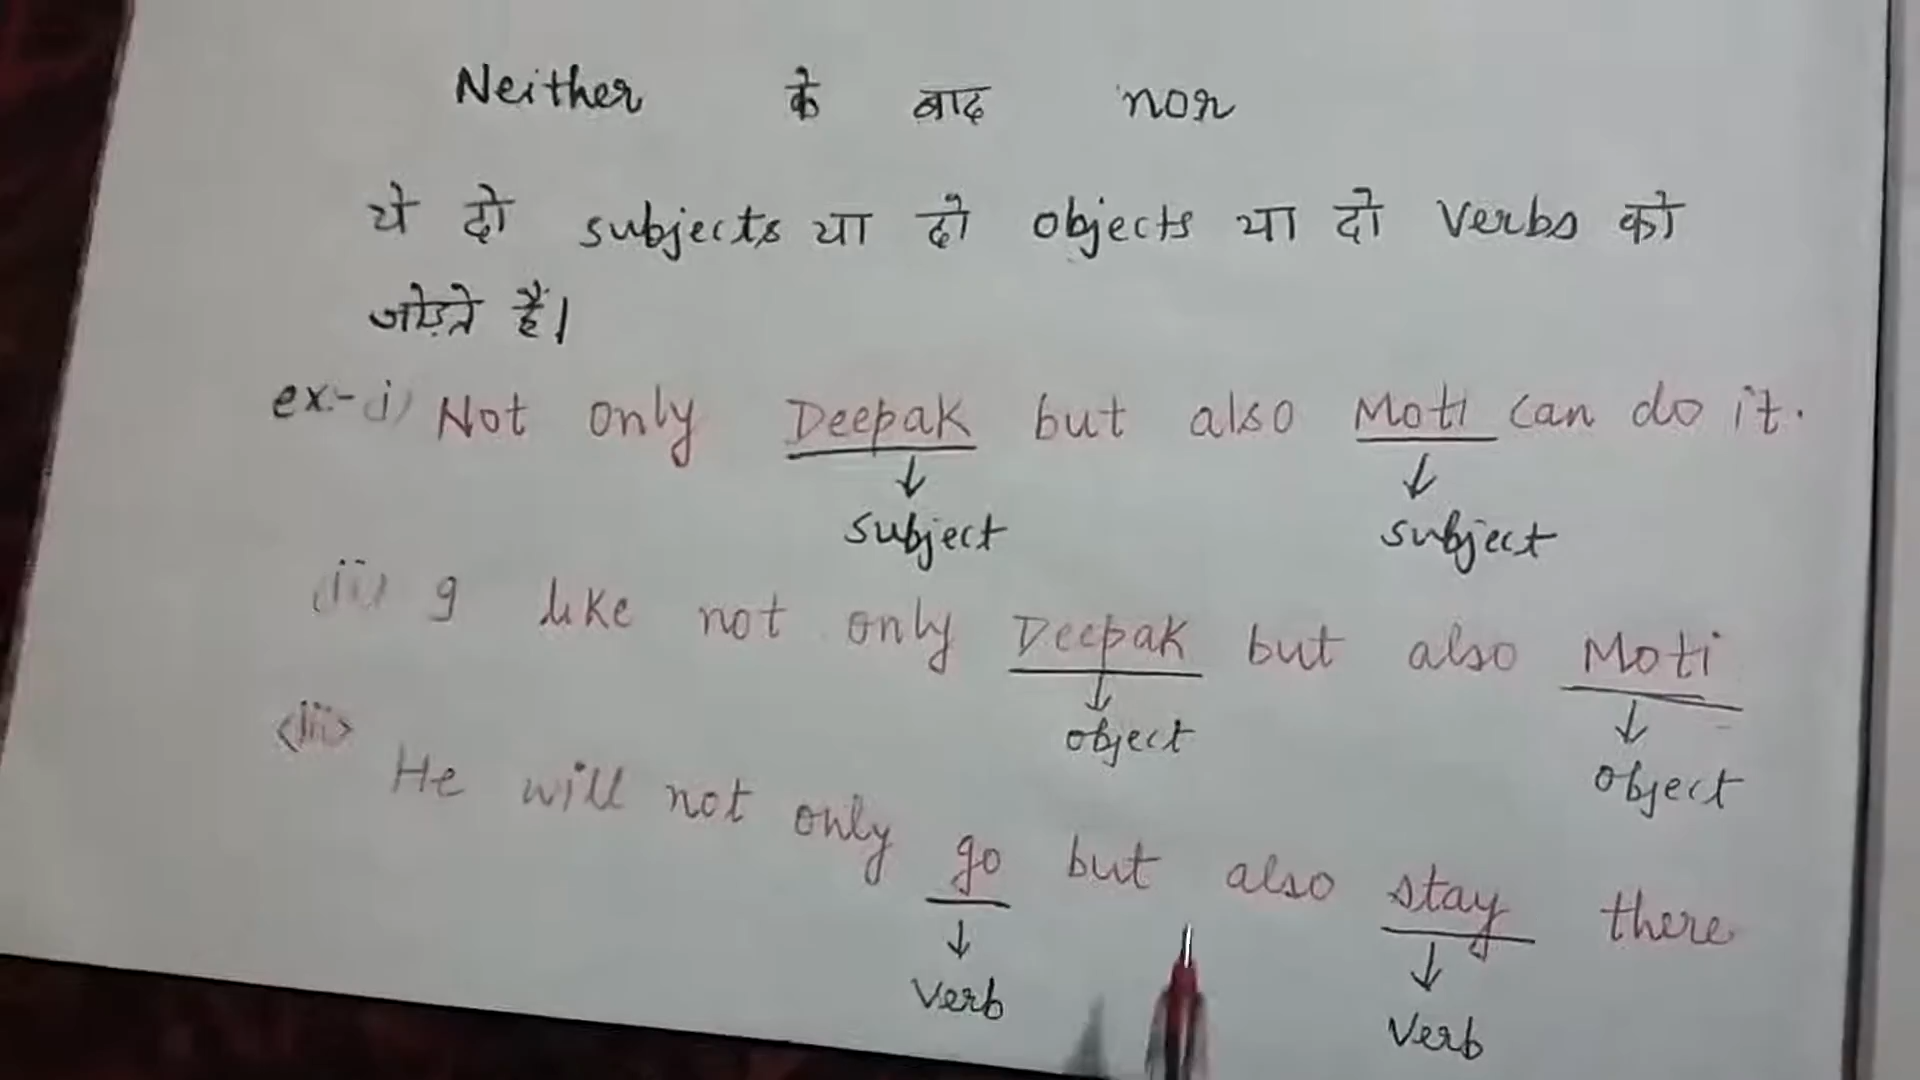 Neither के बाद nor
ये दो subjects या दो objects या दो verbs को
जोड़ते हैं।
ex:- i) Not only Deepak but also Moti can do it.
↓ ↓
subject subject
(ii) I like not only Deepak but also Moti
↓ ↓
object object
<iii>
He will not only go but also stay there
↓ ↓
Verb Verb